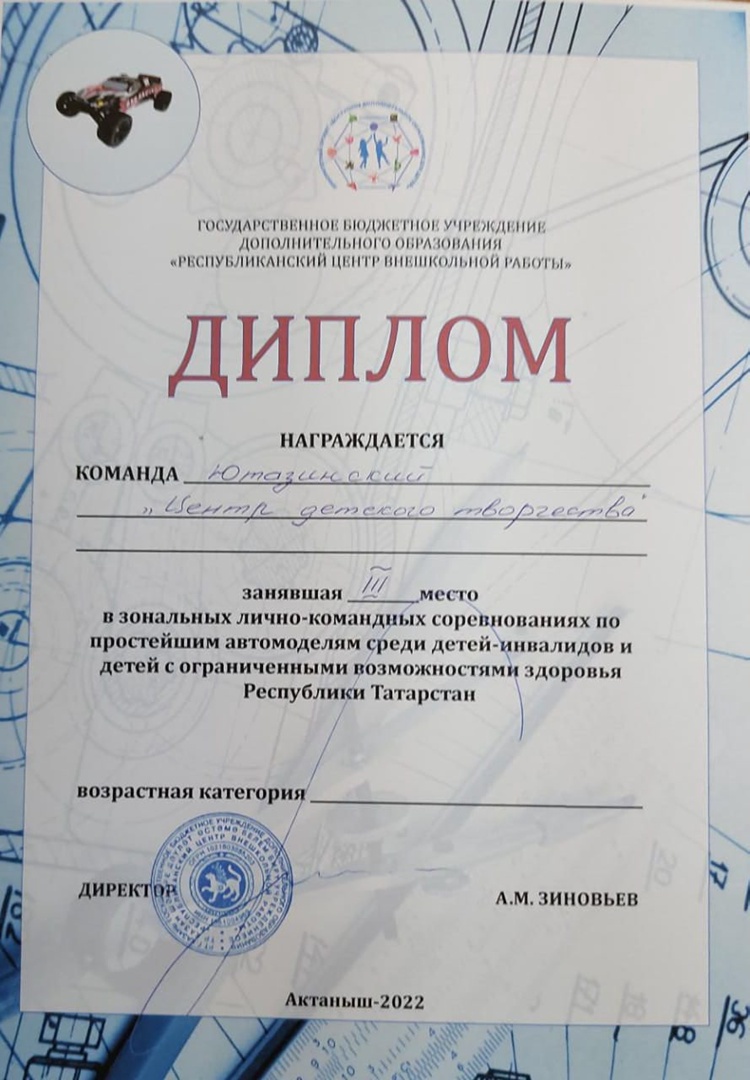 ГОСУДАРСТВЕННОЕ БЮДЖЕТНОЕ УЧРЕЖДЕНИЕ
ДОПОЛНИТЕЛЬНОГО ОБРАЗОВАНИЯ
«РЕСПУБЛИКАНСКИЙ ЦЕНТР ВНЕШКОЛЬНОЙ РАБОТЫ»
ДИПЛОМ
НАГРАЖДАЕТСЯ
КОМАНДА Ютазинский
„Центр детского творчества"
занявшая III место
в зональных лично-командных соревнованиях по
простейшим автомоделям среди детей-инвалидов и
детей с ограниченными возможностями здоровья
Республики Татарстан
возрастная категория
ДИРЕКТОР А.М. ЗИНОВЬЕВ
Актаныш-2022